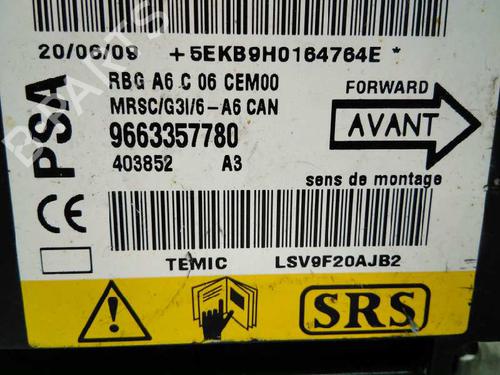 20/06/09 +5EKB9H0164764E *
RBG A6 C 06 CEM00
MRSC/G3I/6-A6 CAN
9663357780
403852 A3
PSA
FORWARD
AVANT
sens de montage
CE
TEMIC LSV9F20AJB2
SRS